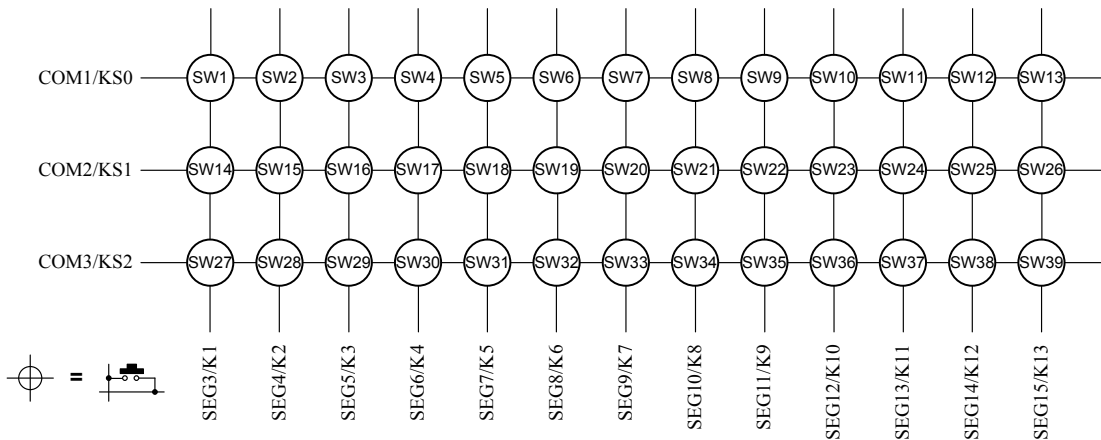 COM1/KS0 SW1 SW2 SW3 SW4 SW5 SW6 SW7 SW8 SW9 SW10 SW11 SW12 SW13
COM2/KS1 SW14 SW15 SW16 SW17 SW18 SW19 SW20 SW21 SW22 SW23 SW24 SW25 SW26
COM3/KS2 SW27 SW28 SW29 SW30 SW31 SW32 SW33 SW34 SW35 SW36 SW37 SW38 SW39
=
SEG3/K1
SEG4/K2
SEG5/K3
SEG6/K4
SEG7/K5
SEG8/K6
SEG9/K7
SEG10/K8
SEG11/K9
SEG12/K10
SEG13/K11
SEG14/K12
SEG15/K13